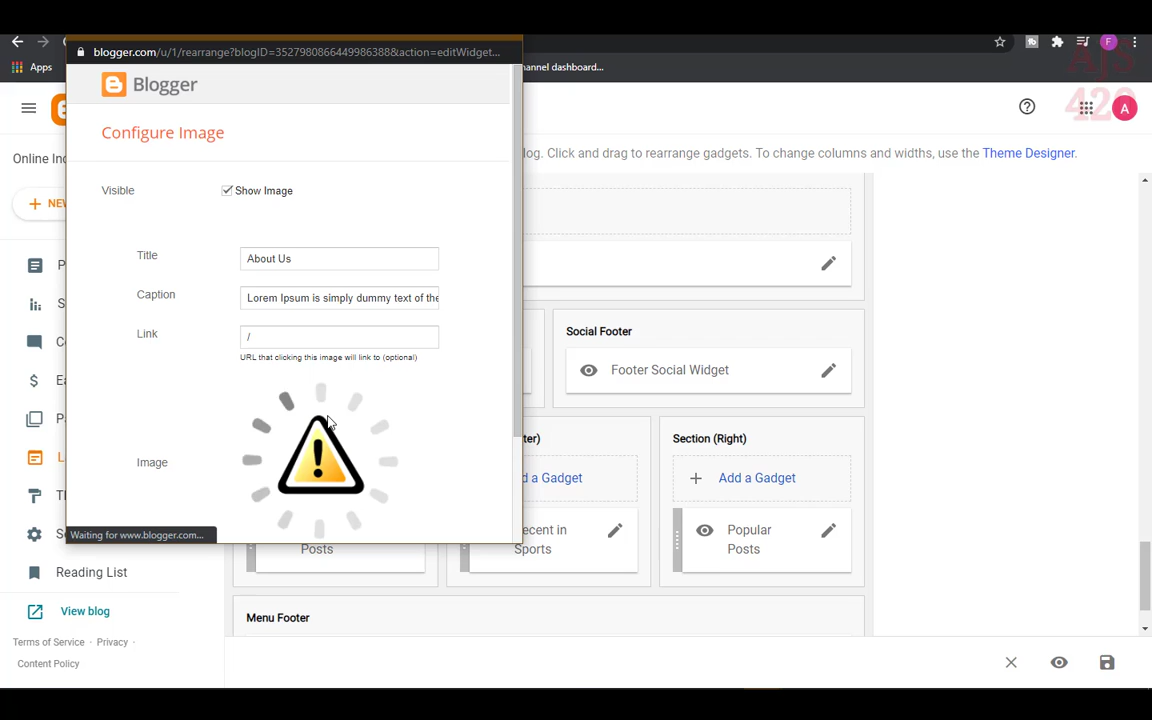 blogger.com/u/1/rearrange?blogID=3527980866449986388&action=editWidget...
Apps
hannel dashboard...
F
AJS
420
Blogger
A
Configure Image
Online In
log. Click and drag to rearrange gadgets. To change columns and widths, use the Theme Designer.
Visible
Show Image
+ NEW
Title
About Us
Caption
Lorem Ipsum is simply dummy text of the
Link
/
URL that clicking this image will link to (optional)
Social Footer
Footer Social Widget
Image
ter)
Section (Right)
d a Gadget
+ Add a Gadget
Waiting for www.blogger.com...
Posts
ecent in
Sports
Popular
Posts
Reading List
View blog
Menu Footer
Terms of Service · Privacy ·
Content Policy